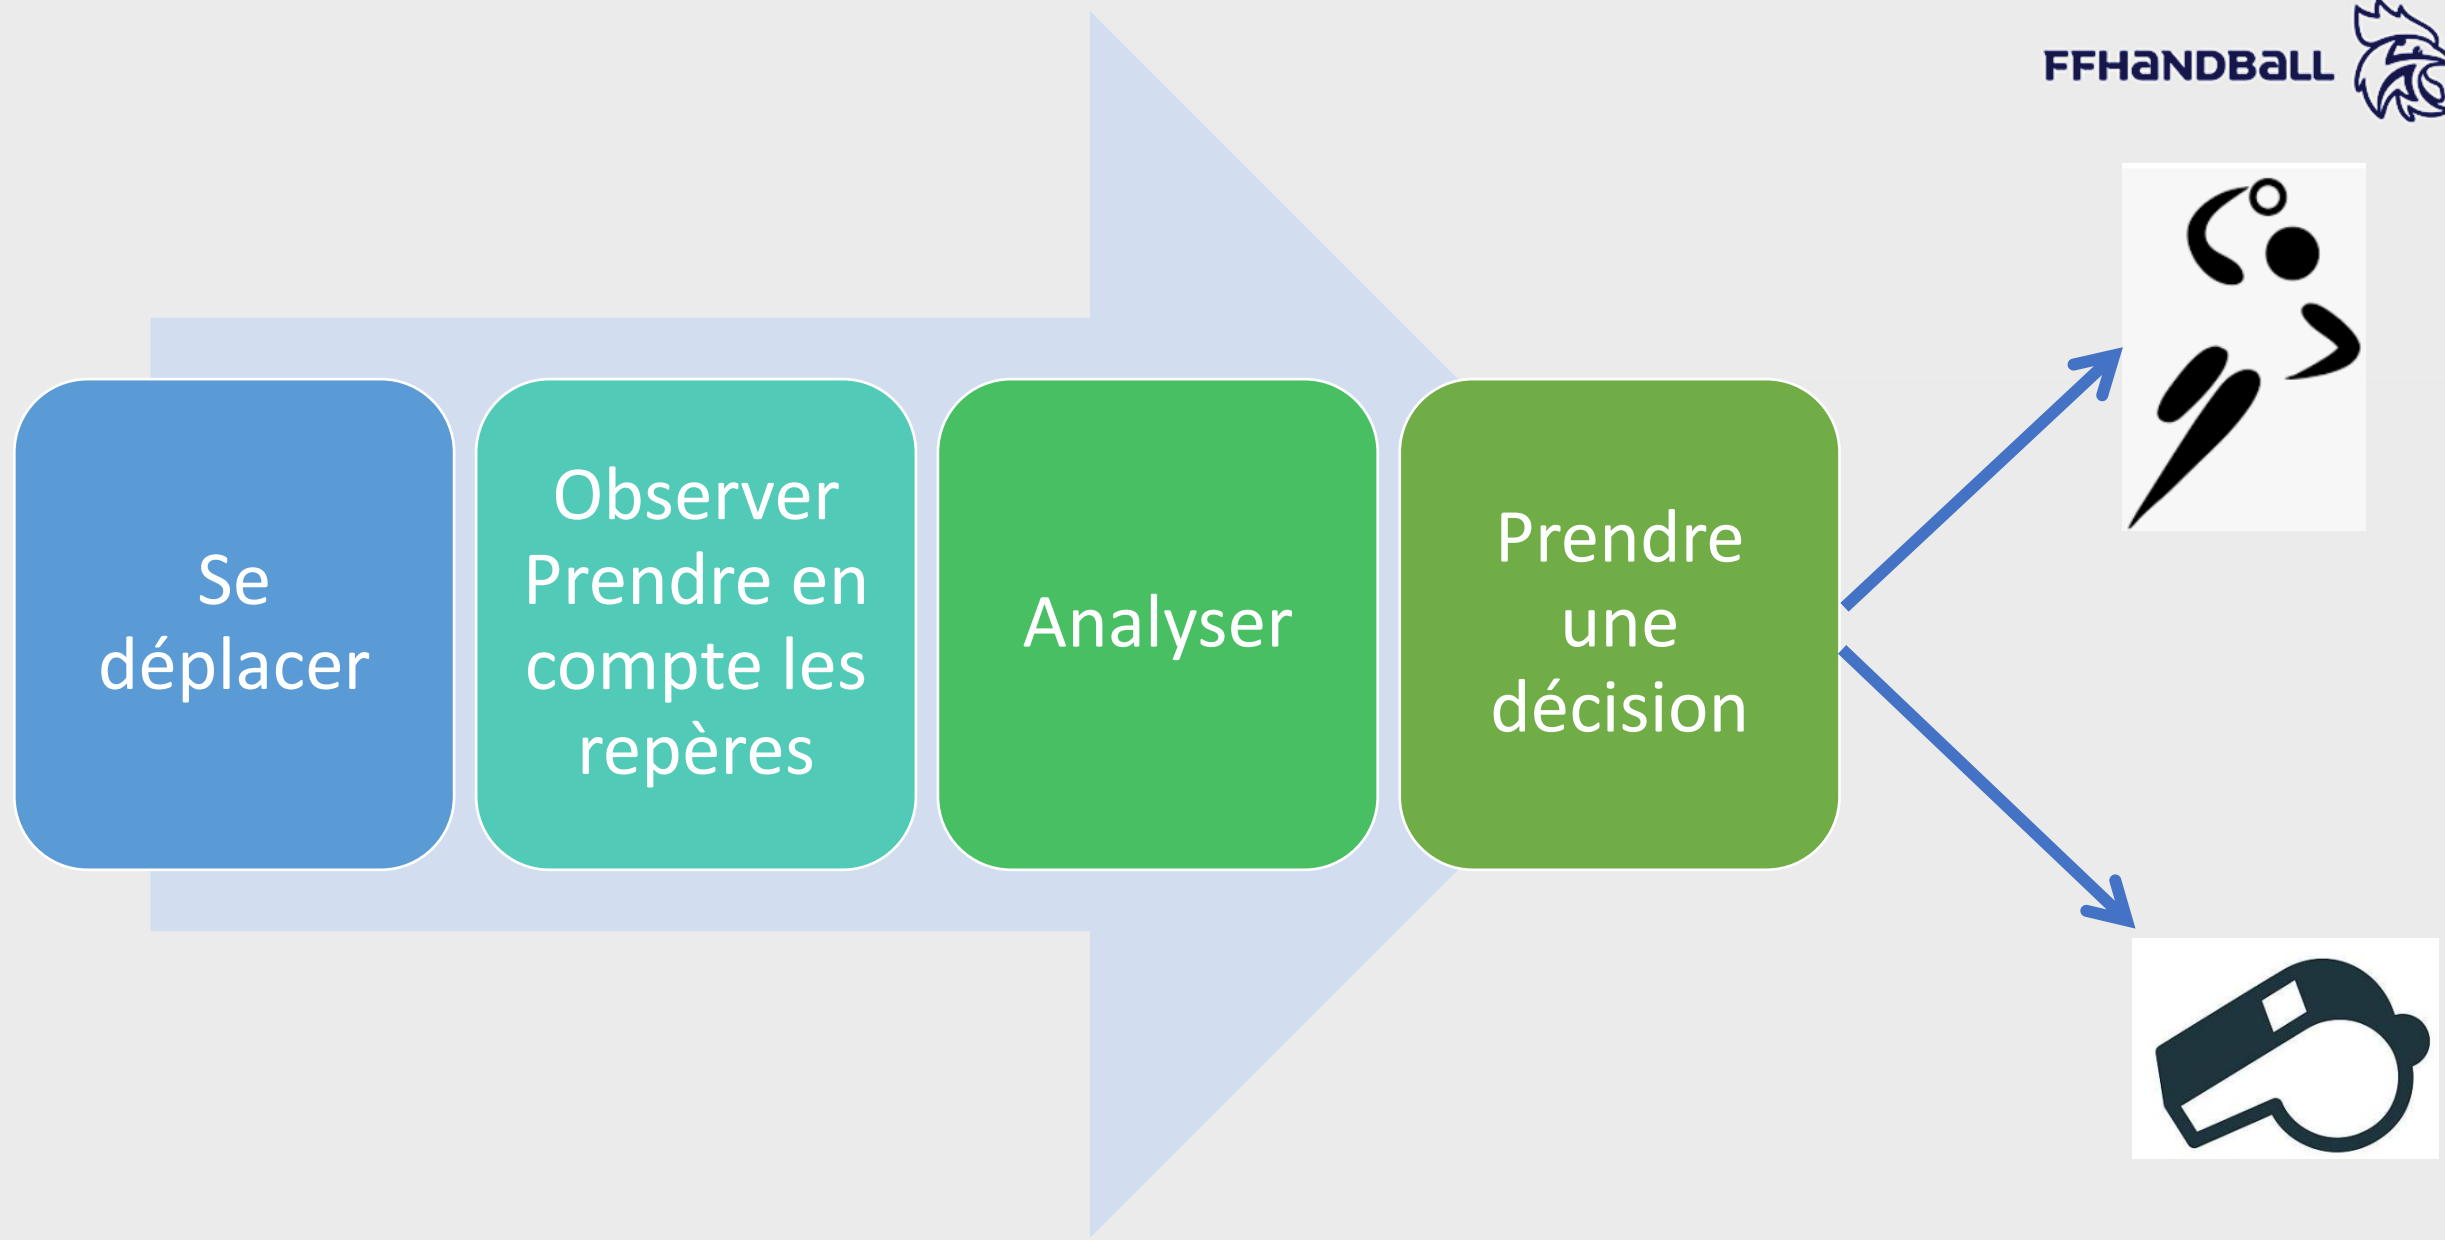 FFHANDBALL
Se
déplacer
Observer
Prendre en
compte les
repères
Analyser
Prendre
une
décision